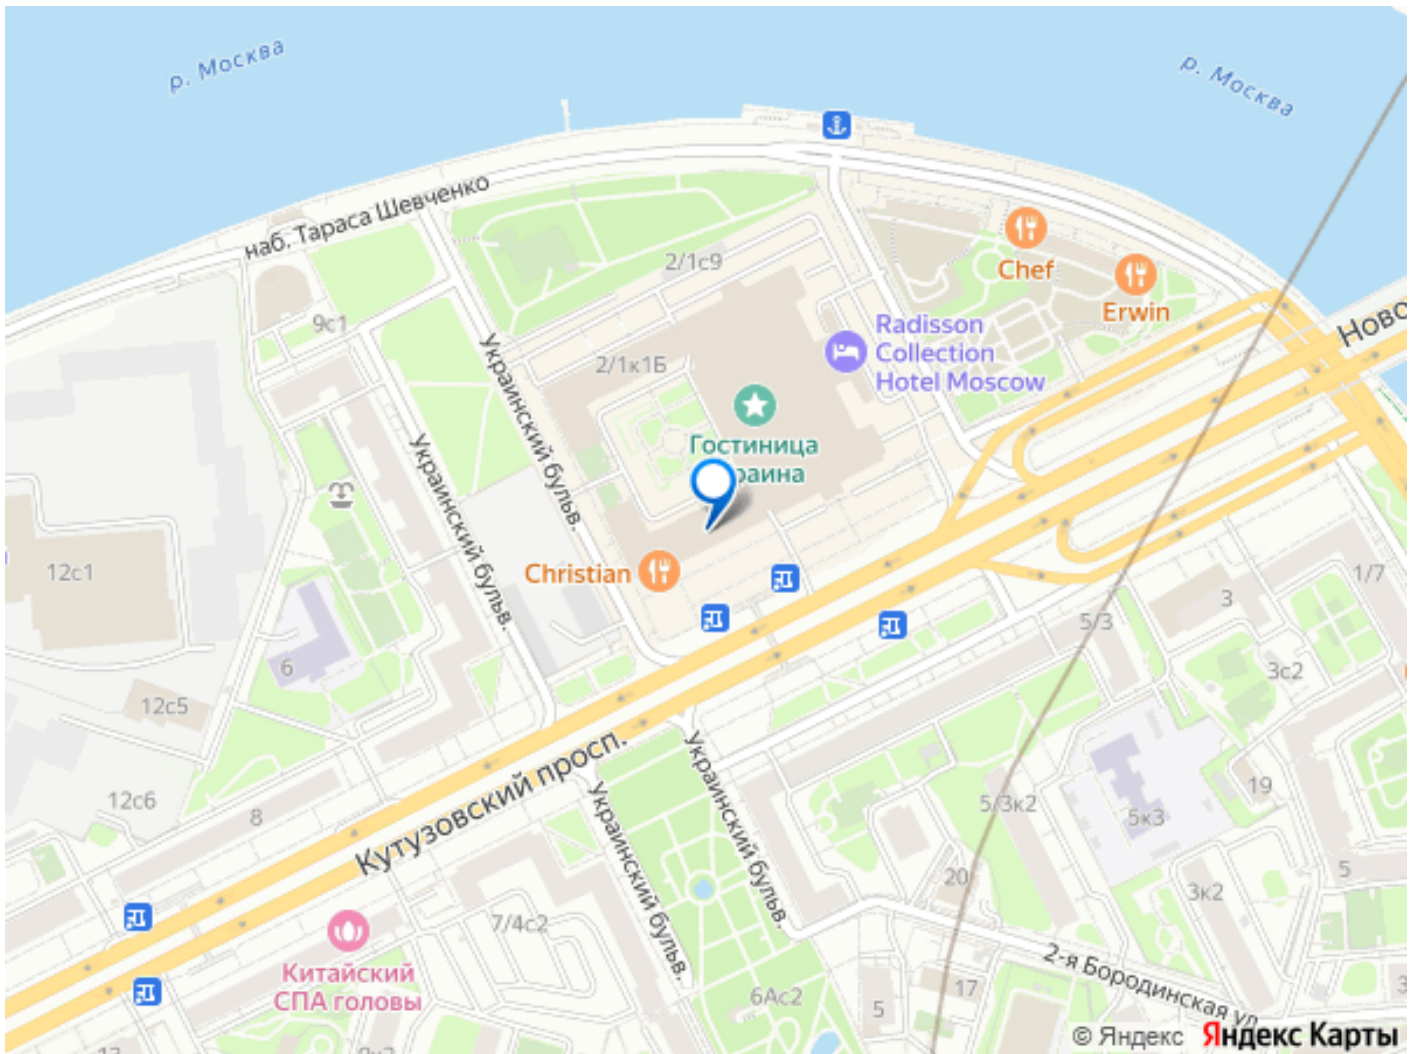 р. Москва
р. Москва
наб. Тараса Шевченко
2/1с9
Chef
Erwin
9с1
Radisson
Collection
Hotel Moscow
2/1к1Б
Украинский бульв.
Украинский бульв.
Гостиница
Christian
12с1
1/7
3
5/3
6
3с2
12с5
Кутузовский просп.
Украинский бульв.
Украинский бульв.
12с6
8
5/3к2
5к3
19
5
20
3к2
7/4с2
Китайский
СПА головы
2-я Бородинская ул.
6Ас2
5
17
3
© Яндекс Яндекс Карты